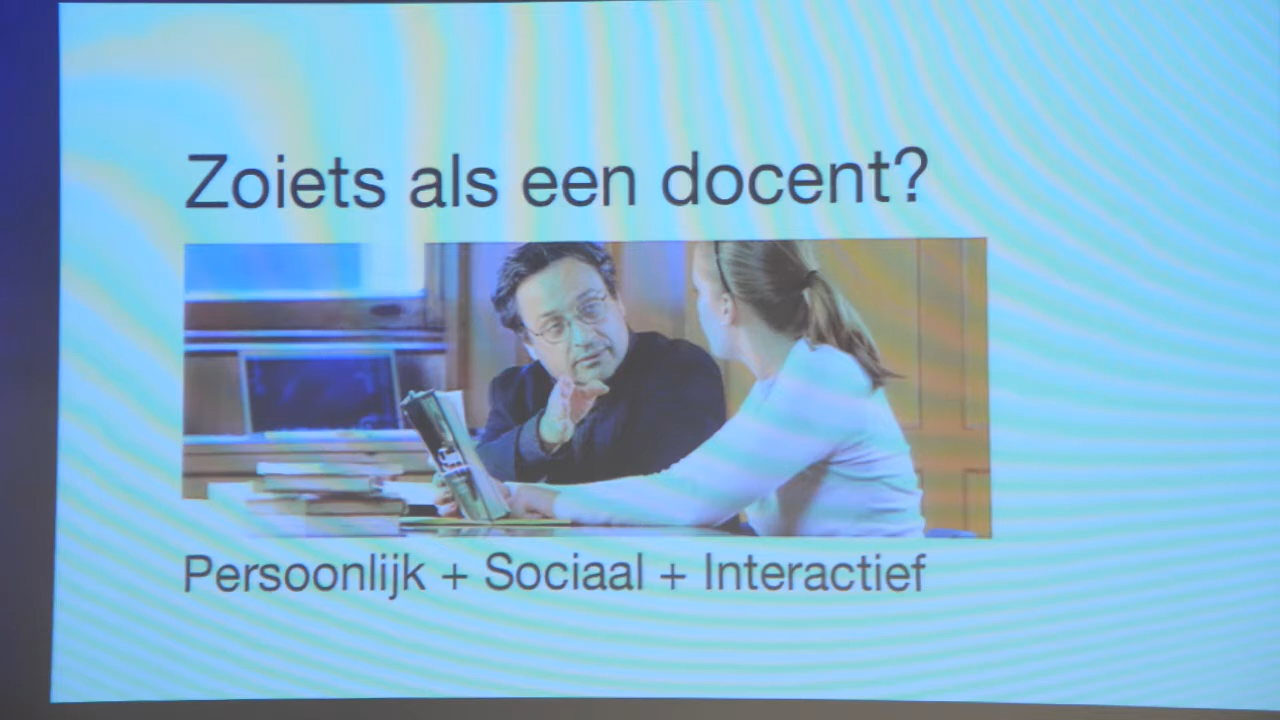 Zoiets als een docent?
Persoonlijk + Sociaal + Interactief